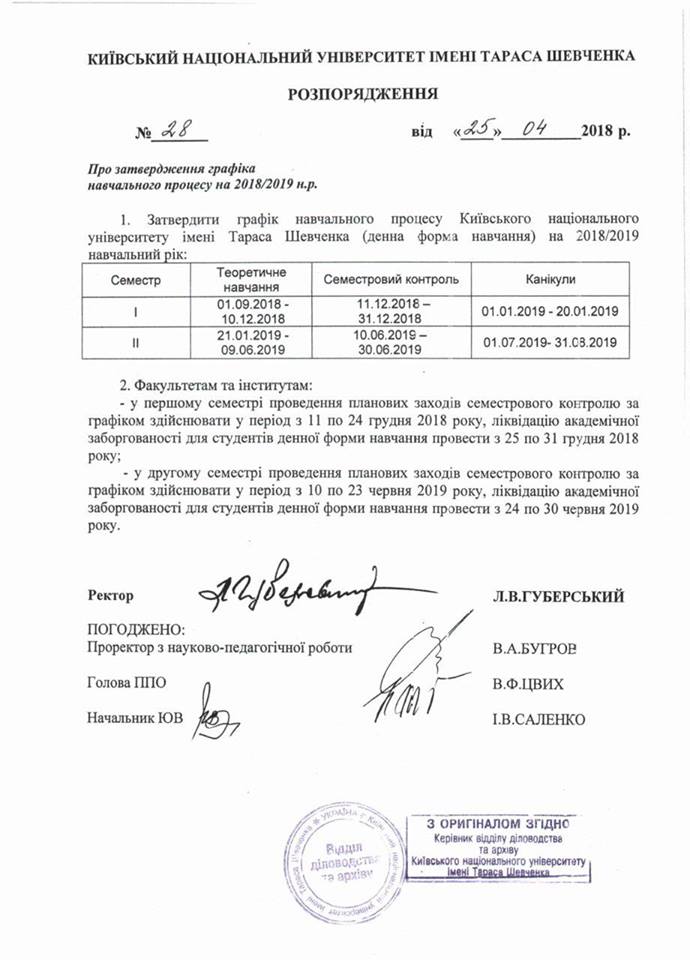 КИЇВСЬКИЙ НАЦІОНАЛЬНИЙ УНІВЕРСИТЕТ ІМЕНІ ТАРАСА ШЕВЧЕНКА
РОЗПОРЯДЖЕННЯ
№ 28 від «25» 04 2018 р.
Про затвердження графіка
навчального процесу на 2018/2019 н.р.
1. Затвердити графік навчального процесу Київського національного
університету імені Тараса Шевченка (денна форма навчання) на 2018/2019
навчальний рік:
Семестр
Теоретичне
навчання
Семестровий контроль
Канікули
I
01.09.2018 -
10.12.2018
11.12.2018 –
31.12.2018
01.01.2019 - 20.01.2019
II
21.01.2019 -
09.06.2019
10.06.2019 –
30.06.2019
01.07.2019- 31.08.2019
2. Факультетам та інститутам:
- у першому семестрі проведення планових заходів семестрового контролю за
графіком здійснювати у період з 11 по 24 грудня 2018 року, ліквідацію академічної
заборгованості для студентів денної форми навчання провести з 25 по 31 грудня 2018
року;
- у другому семестрі проведення планових заходів семестрового контролю за
графіком здійснювати у період з 10 по 23 червня 2019 року, ліквідацію академічної
заборгованості для студентів денної форми навчання провести з 24 по 30 червня 2019
року.
Ректор Л.В.ГУБЕРСЬКИЙ
ПОГОДЖЕНО:
Проректор з науково-педагогічної роботи В.А.БУГРОВ
Голова ППО В.Ф.ЦВИХ
Начальник ЮВ І.В.САЛЕНКО
УКРАЇНА
Відділ
діловодства
та архіву
З ОРИГІНАЛОМ ЗГІДНО
Керівник відділу діловодства
та архіву
Київського національного університету
імені Тараса Шевченка